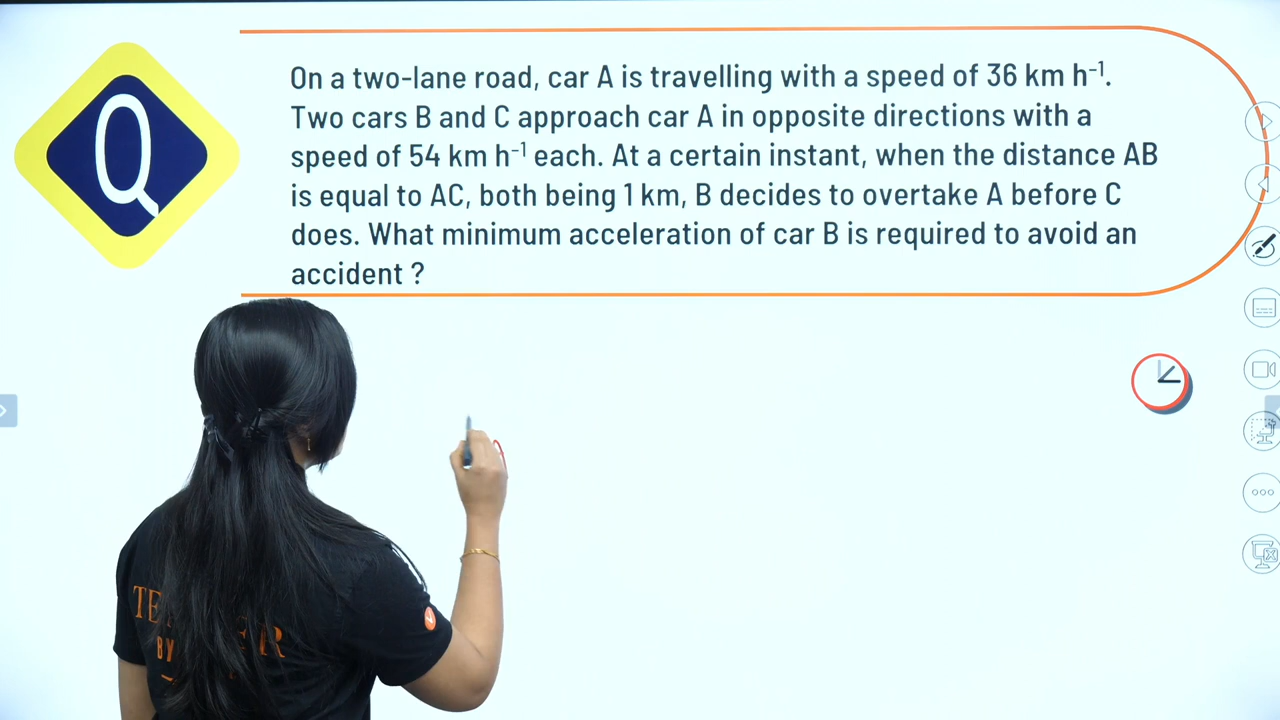 Q
On a two-lane road, car A is travelling with a speed of 36 km h⁻¹.
Two cars B and C approach car A in opposite directions with a
speed of 54 km h⁻¹ each. At a certain instant, when the distance AB
is equal to AC, both being 1 km, B decides to overtake A before C
does. What minimum acceleration of car B is required to avoid an
accident ?
BY